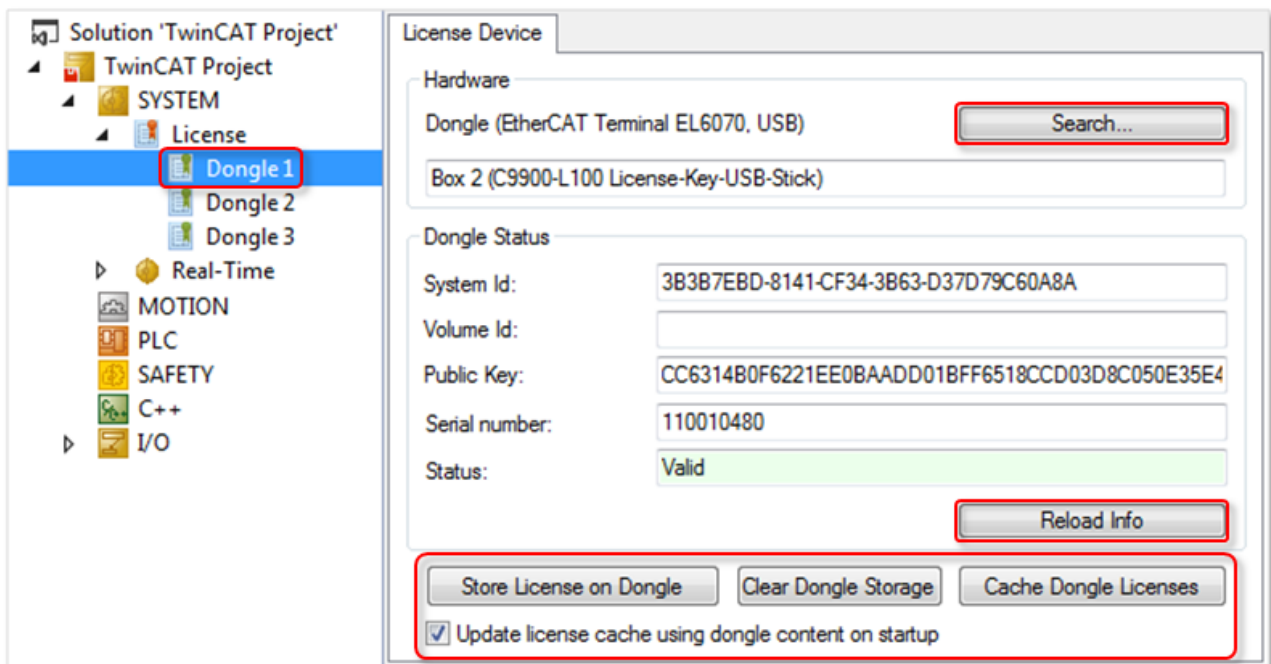 Solution 'TwinCAT Project'
TwinCAT Project
SYSTEM
License
Dongle 1
Dongle 2
Dongle 3
Real-Time
MOTION
PLC
SAFETY
C++
I/O
License Device
Hardware
Dongle (EtherCAT Terminal EL6070, USB)
Search...
Box 2 (C9900-L100 License-Key-USB-Stick)
Dongle Status
System Id: 3B3B7EBD-8141-CF34-3B63-D37D79C60A8A
Volume Id:
Public Key: CC6314B0F6221EE0BAADD01BFF6518CCD03D8C050E35E4
Serial number: 110010480
Status: Valid
Reload Info
Store License on Dongle Clear Dongle Storage Cache Dongle Licenses
Update license cache using dongle content on startup